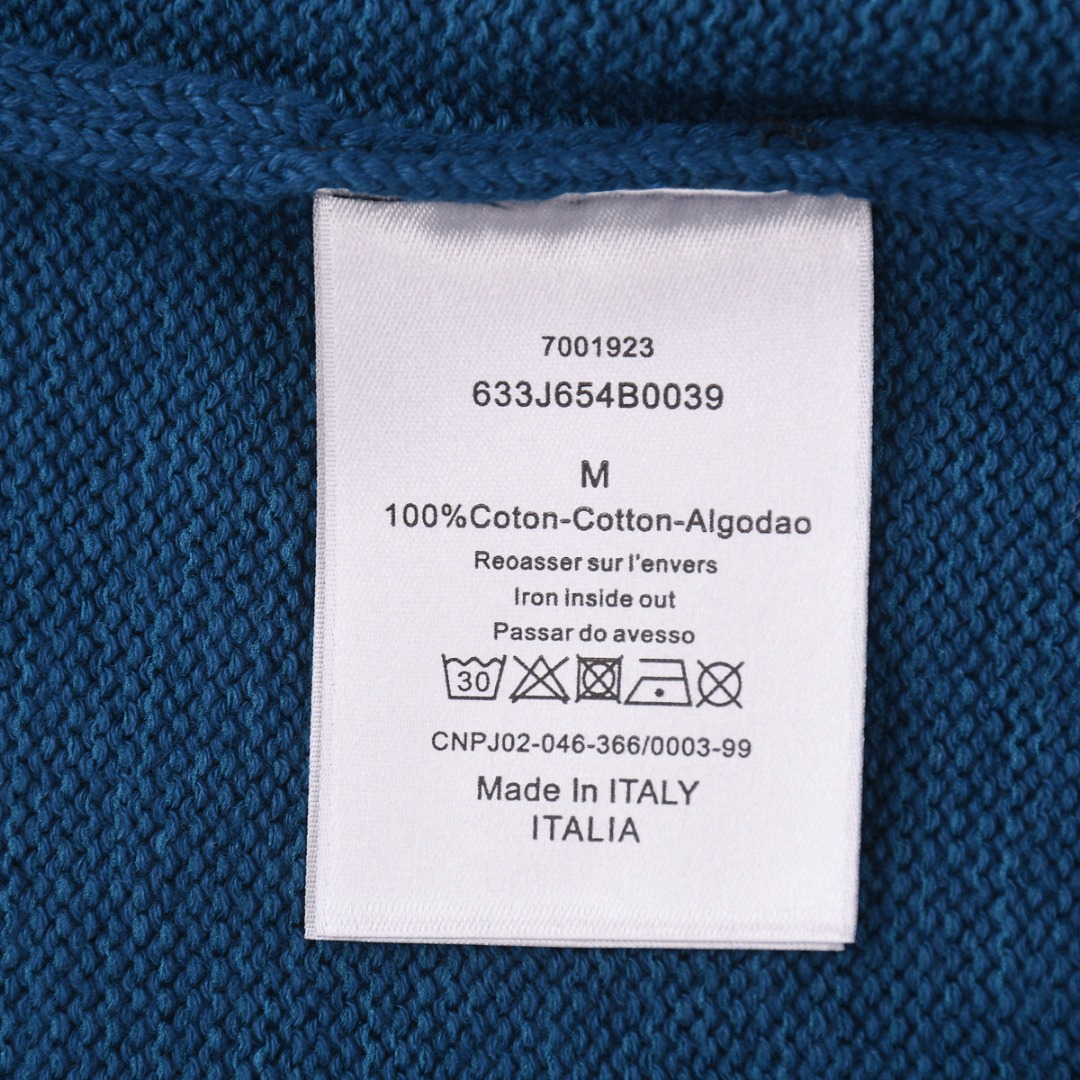 7001923
633J654B0039
M
100%Coton-Cotton-Algodao
Reoasser sur l'envers
Iron inside out
Passar do avesso
30
CNPJ02-046-366/0003-99
Made In ITALY
ITALIA